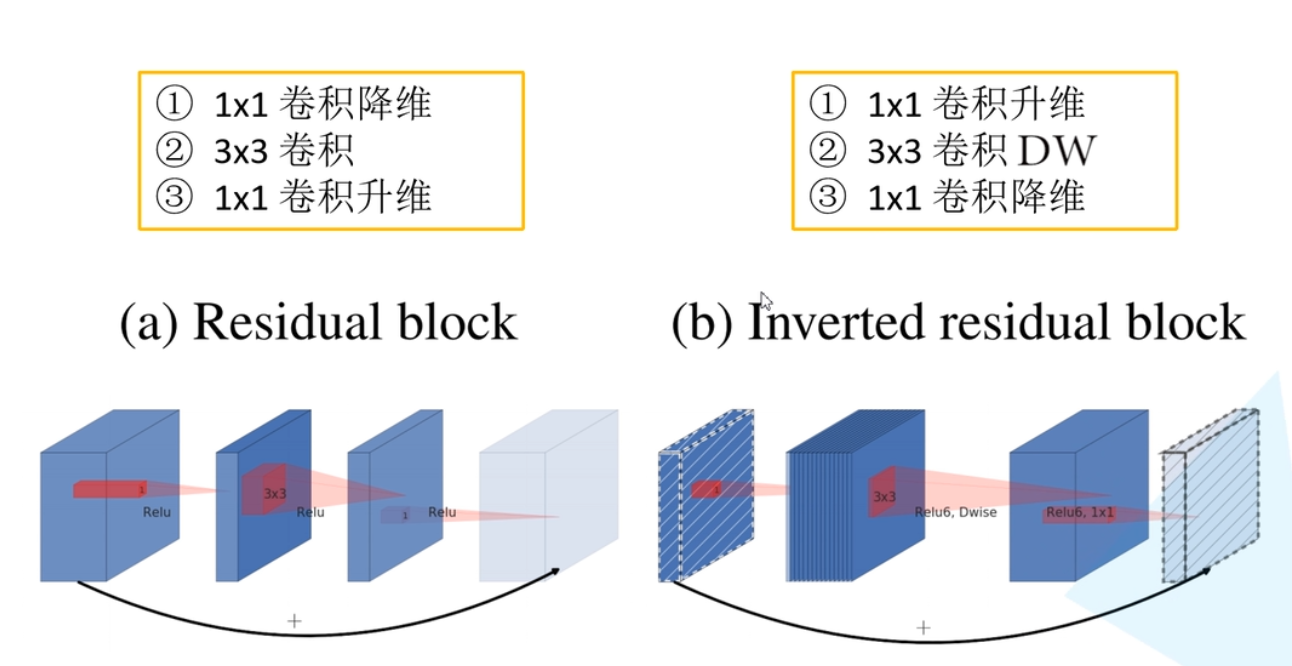 ① 1x1 卷积降维
② 3x3 卷积
③ 1x1 卷积升维
① 1x1 卷积升维
② 3x3 卷积 DW
③ 1x1 卷积降维
(a) Residual block
(b) Inverted residual block
1
Relu
3x3
Relu
1
Relu
+
1
3x3
Relu6, Dwise
Relu6, 1x1
+